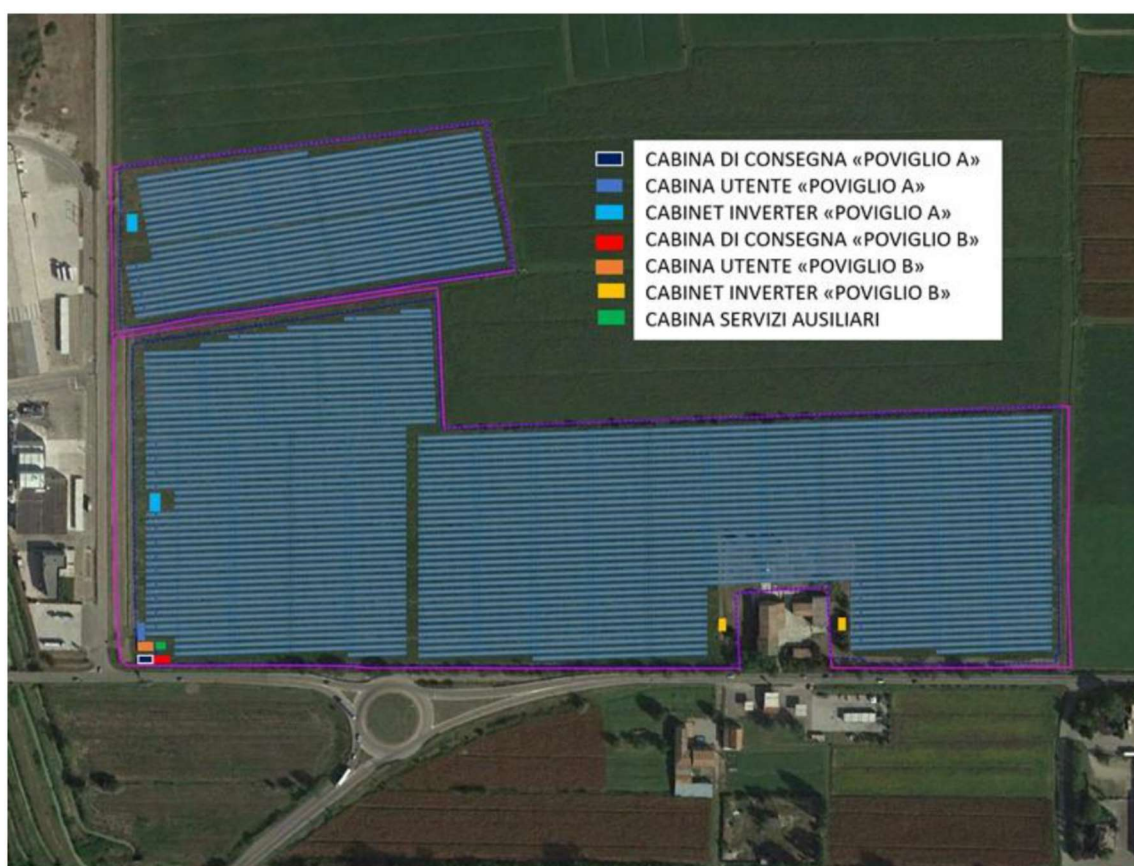 CABINA DI CONSEGNA «POVIGLIO A»
CABINA UTENTE «POVIGLIO A»
CABINET INVERTER «POVIGLIO A»
CABINA DI CONSEGNA «POVIGLIO B»
CABINA UTENTE «POVIGLIO B»
CABINET INVERTER «POVIGLIO B»
CABINA SERVIZI AUSILIARI